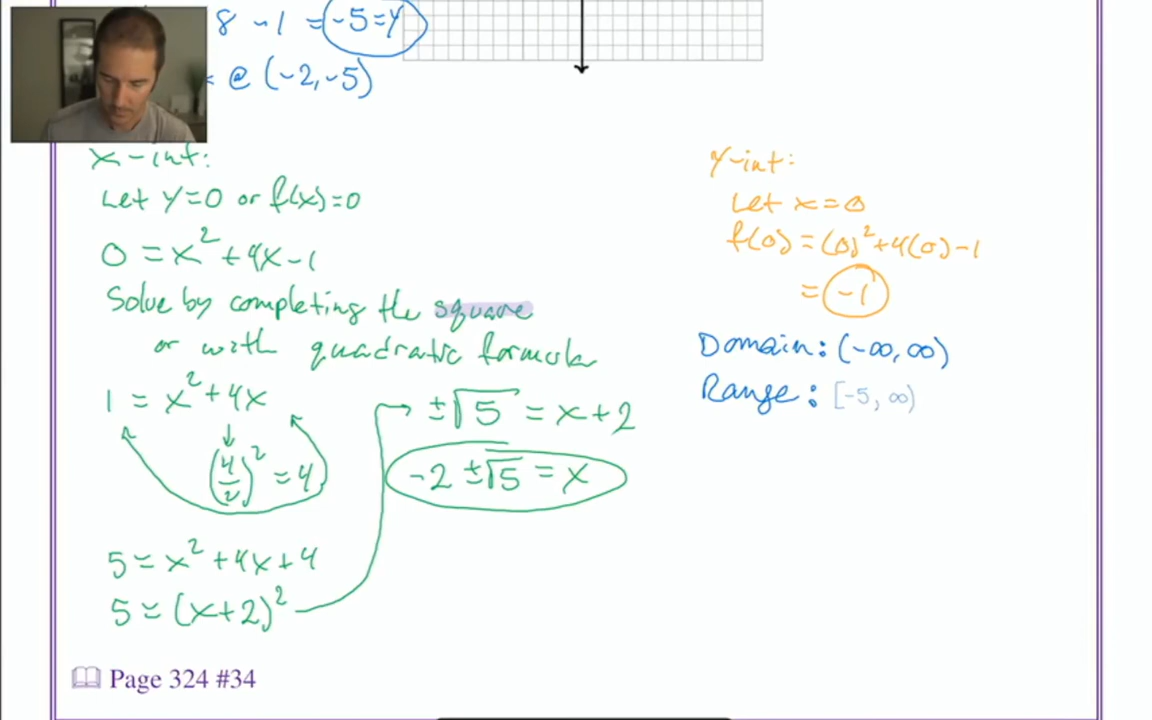 8 -1 = -5 = y
@ (-2, -5)
x-int:
Let y=0 or f(x)=0
0 = x² + 4x - 1
Solve by completing the square
or with quadratic formula
1 = x² + 4x
(4/2)² = 4
5 = x² + 4x + 4
5 = (x+2)²
±√5 = x+2
-2 ±√5 = x
y-int:
Let x=0
f(0) = (0)² + 4(0) - 1
= -1
Domain: (-∞, ∞)
Range: [-5, ∞)
Page 324 #34